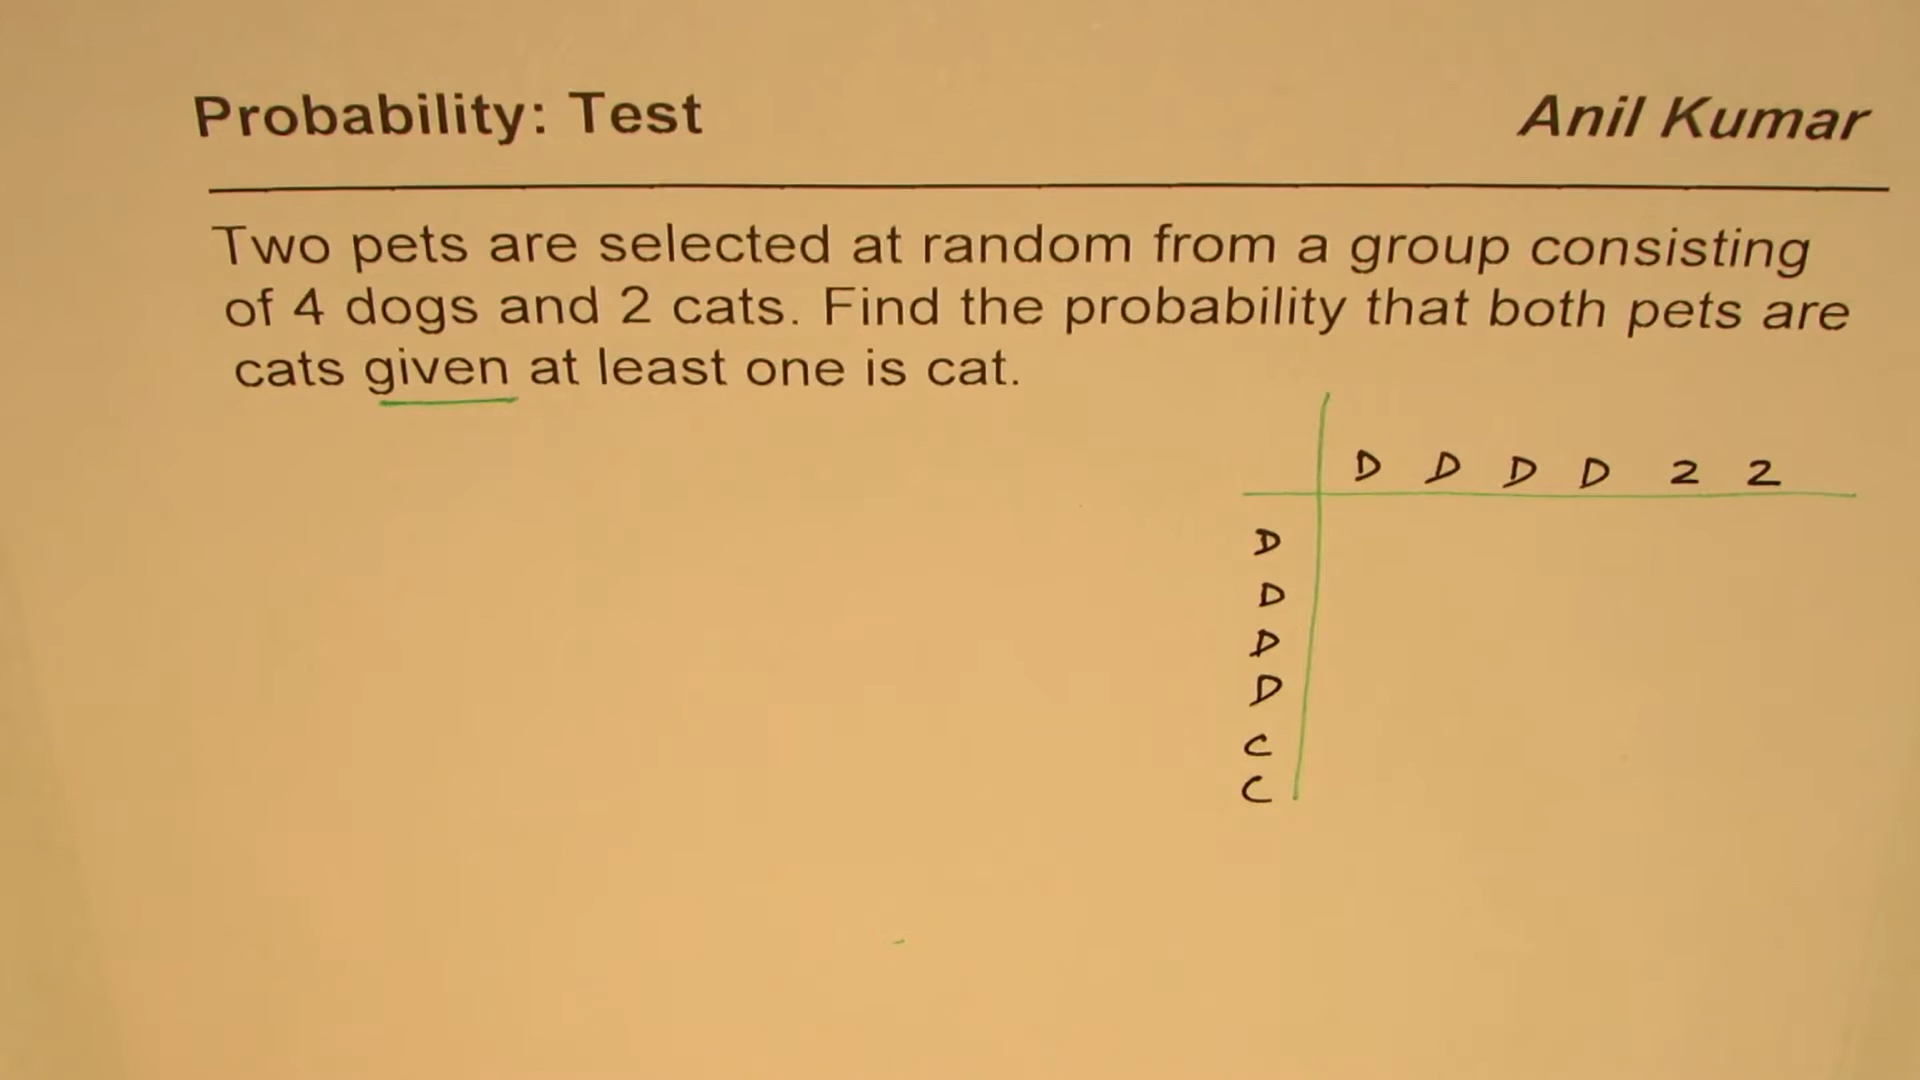 Probability: Test
Anil Kumar
Two pets are selected at random from a group consisting
of 4 dogs and 2 cats. Find the probability that both pets are
cats given at least one is cat.
D D D D 2 2
D
D
D
D
C
C